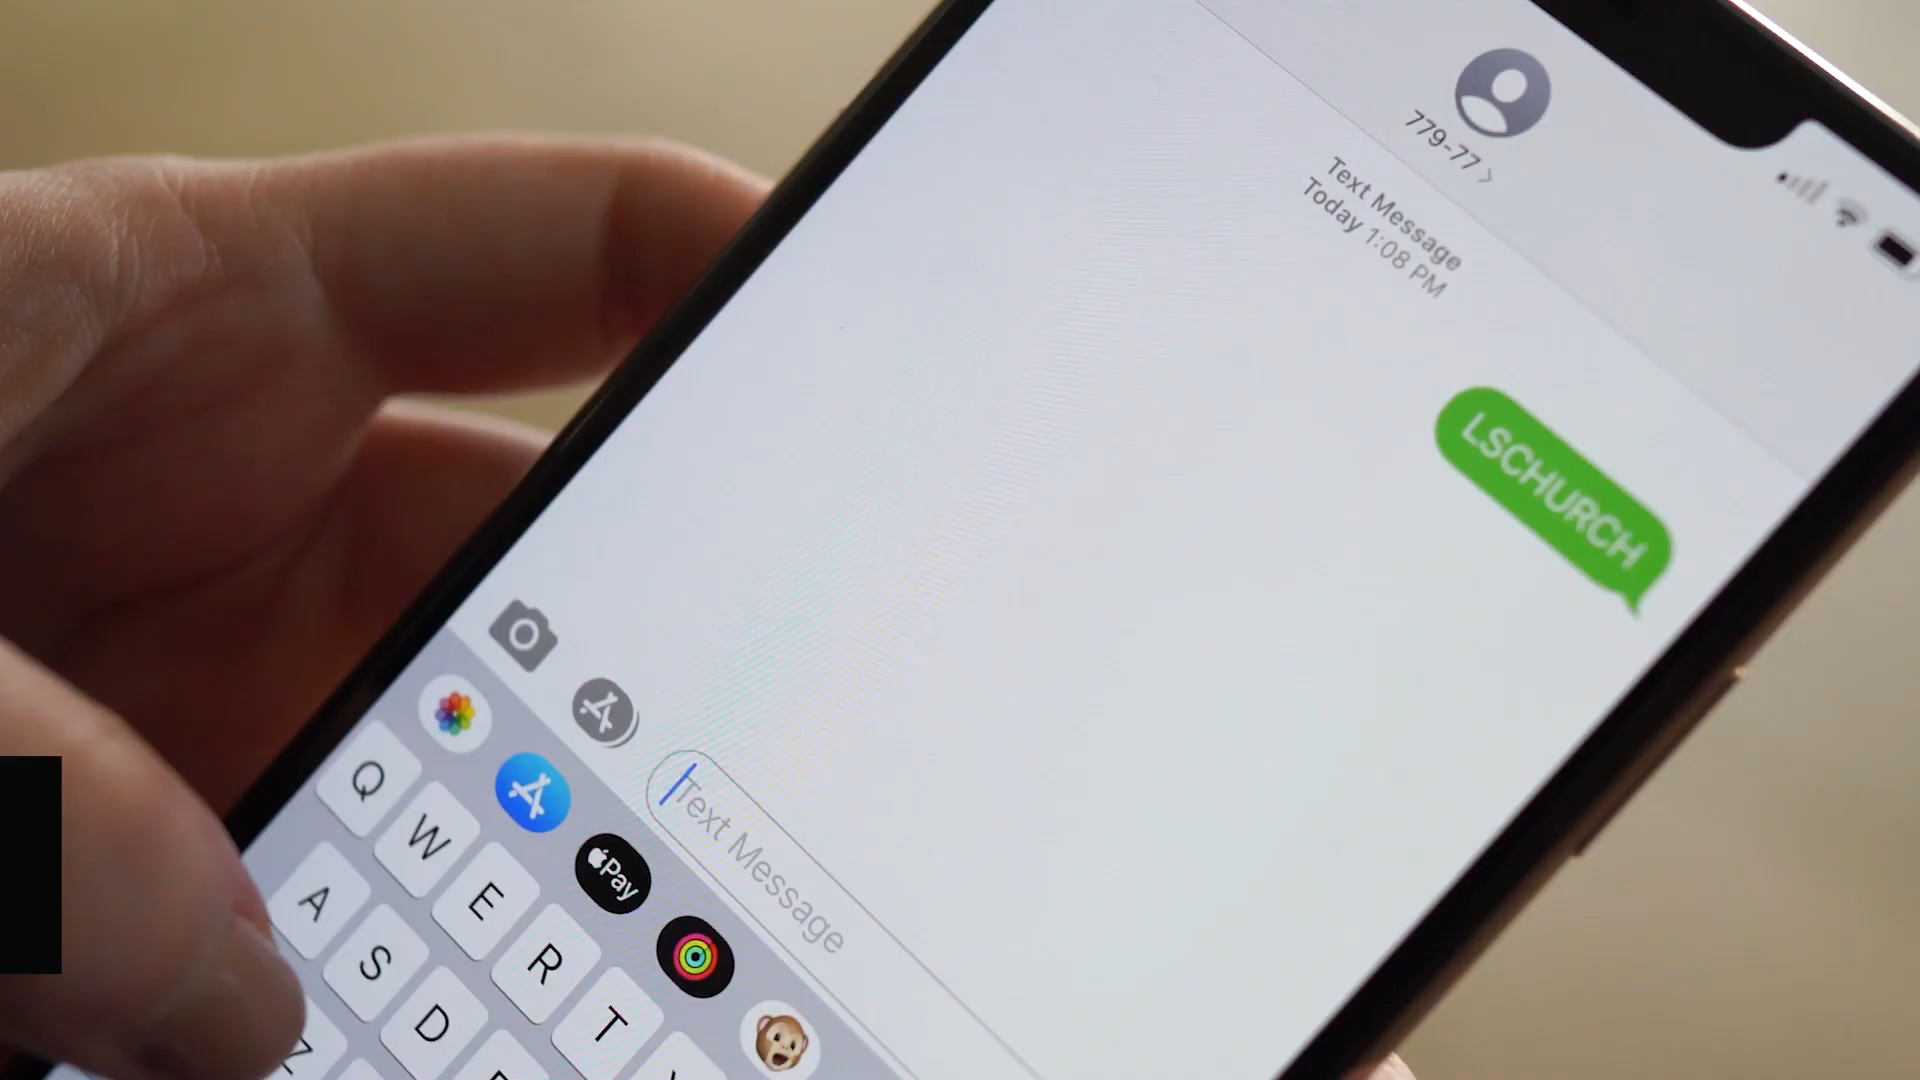 779-77
Text Message
Today 1:08 PM
LSCHURCH
Text Message
Pay
Q
W
E
R
T
A
S
D
Z